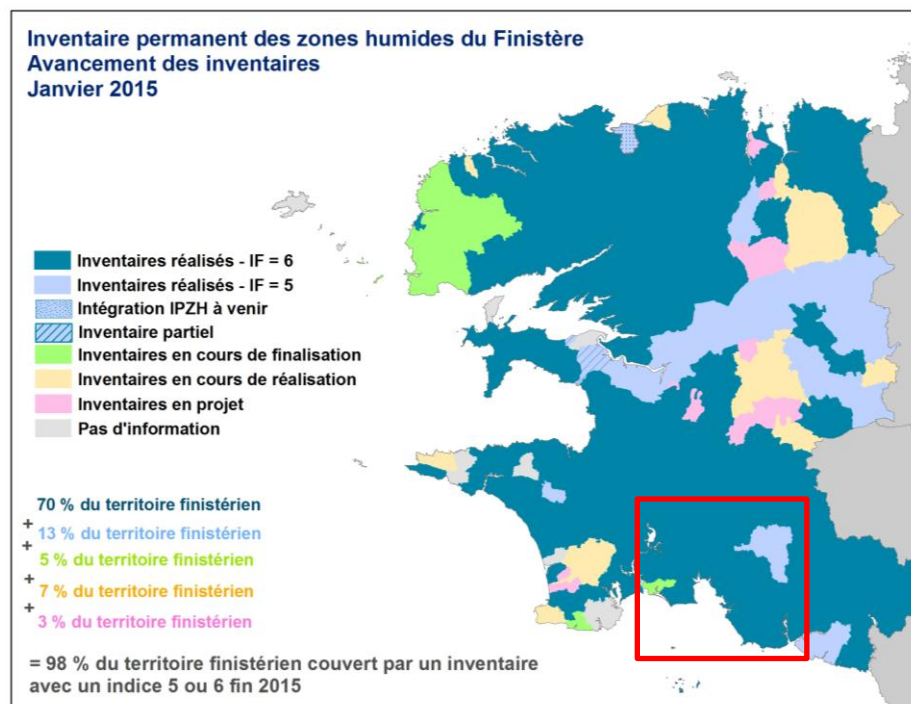 Inventaire permanent des zones humides du Finistère
Avancement des inventaires
Janvier 2015
Inventaires réalisés - IF = 6
Inventaires réalisés - IF = 5
Intégration IPZH à venir
Inventaire partiel
Inventaires en cours de finalisation
Inventaires en cours de réalisation
Inventaires en projet
Pas d'information
70 % du territoire finistérien
+ 13 % du territoire finistérien
+ 5 % du territoire finistérien
+ 7 % du territoire finistérien
+ 3 % du territoire finistérien
= 98 % du territoire finistérien couvert par un inventaire
avec un indice 5 ou 6 fin 2015